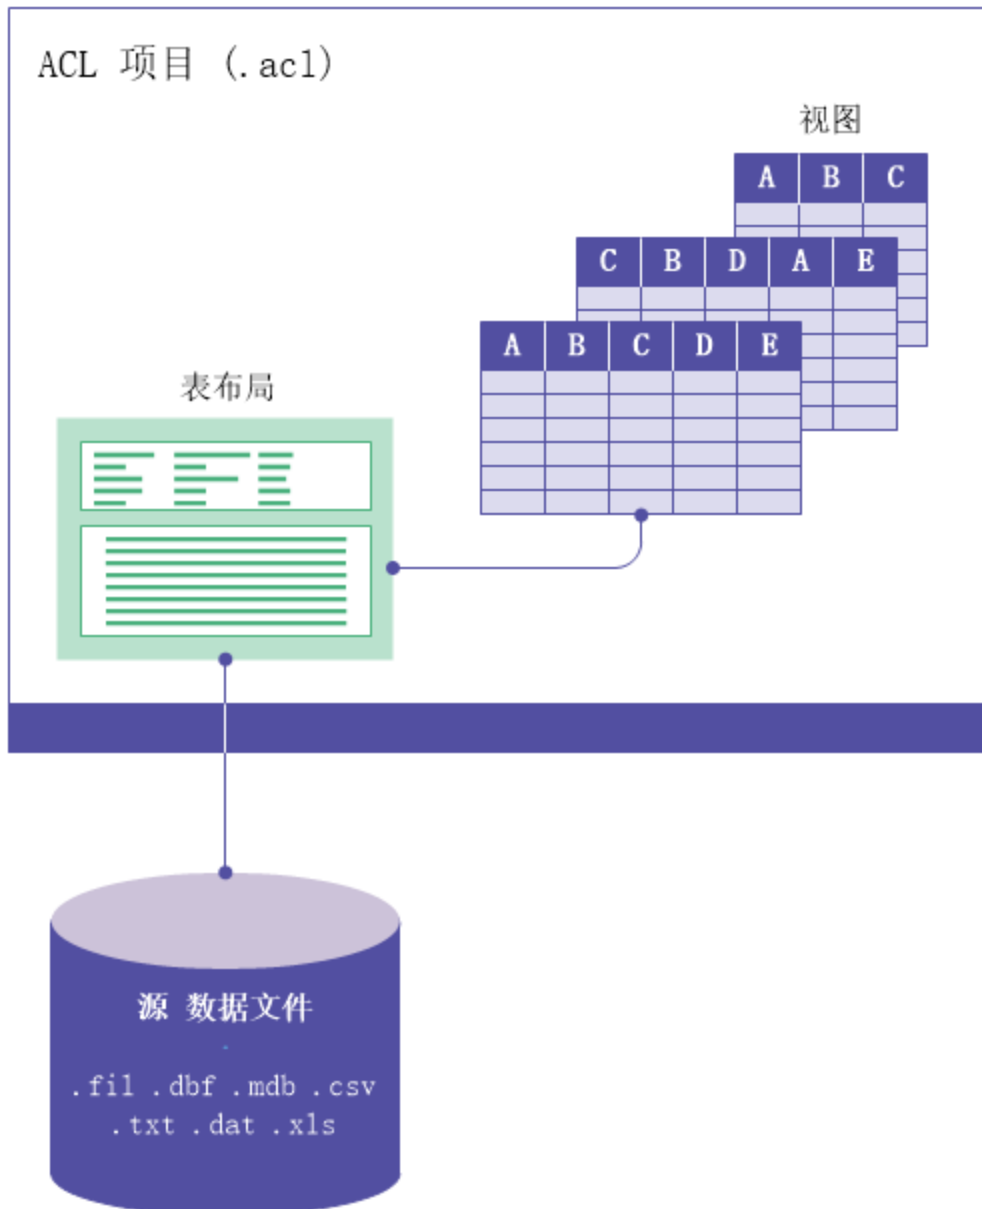 ACL 项目 (.acl)
视图
A B C
C B D A E
A B C D E
表布局
源 数据文件
.fil .dbf .mdb .csv
.txt .dat .xls